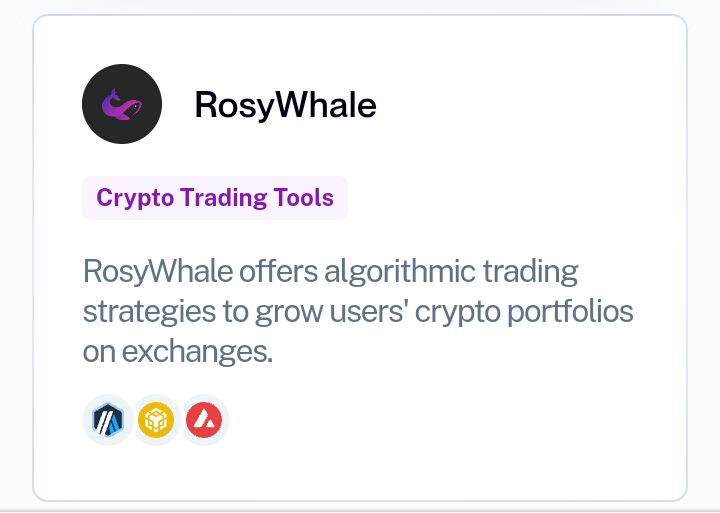 RosyWhale
Crypto Trading Tools
RosyWhale offers algorithmic trading
strategies to grow users' crypto portfolios
on exchanges.